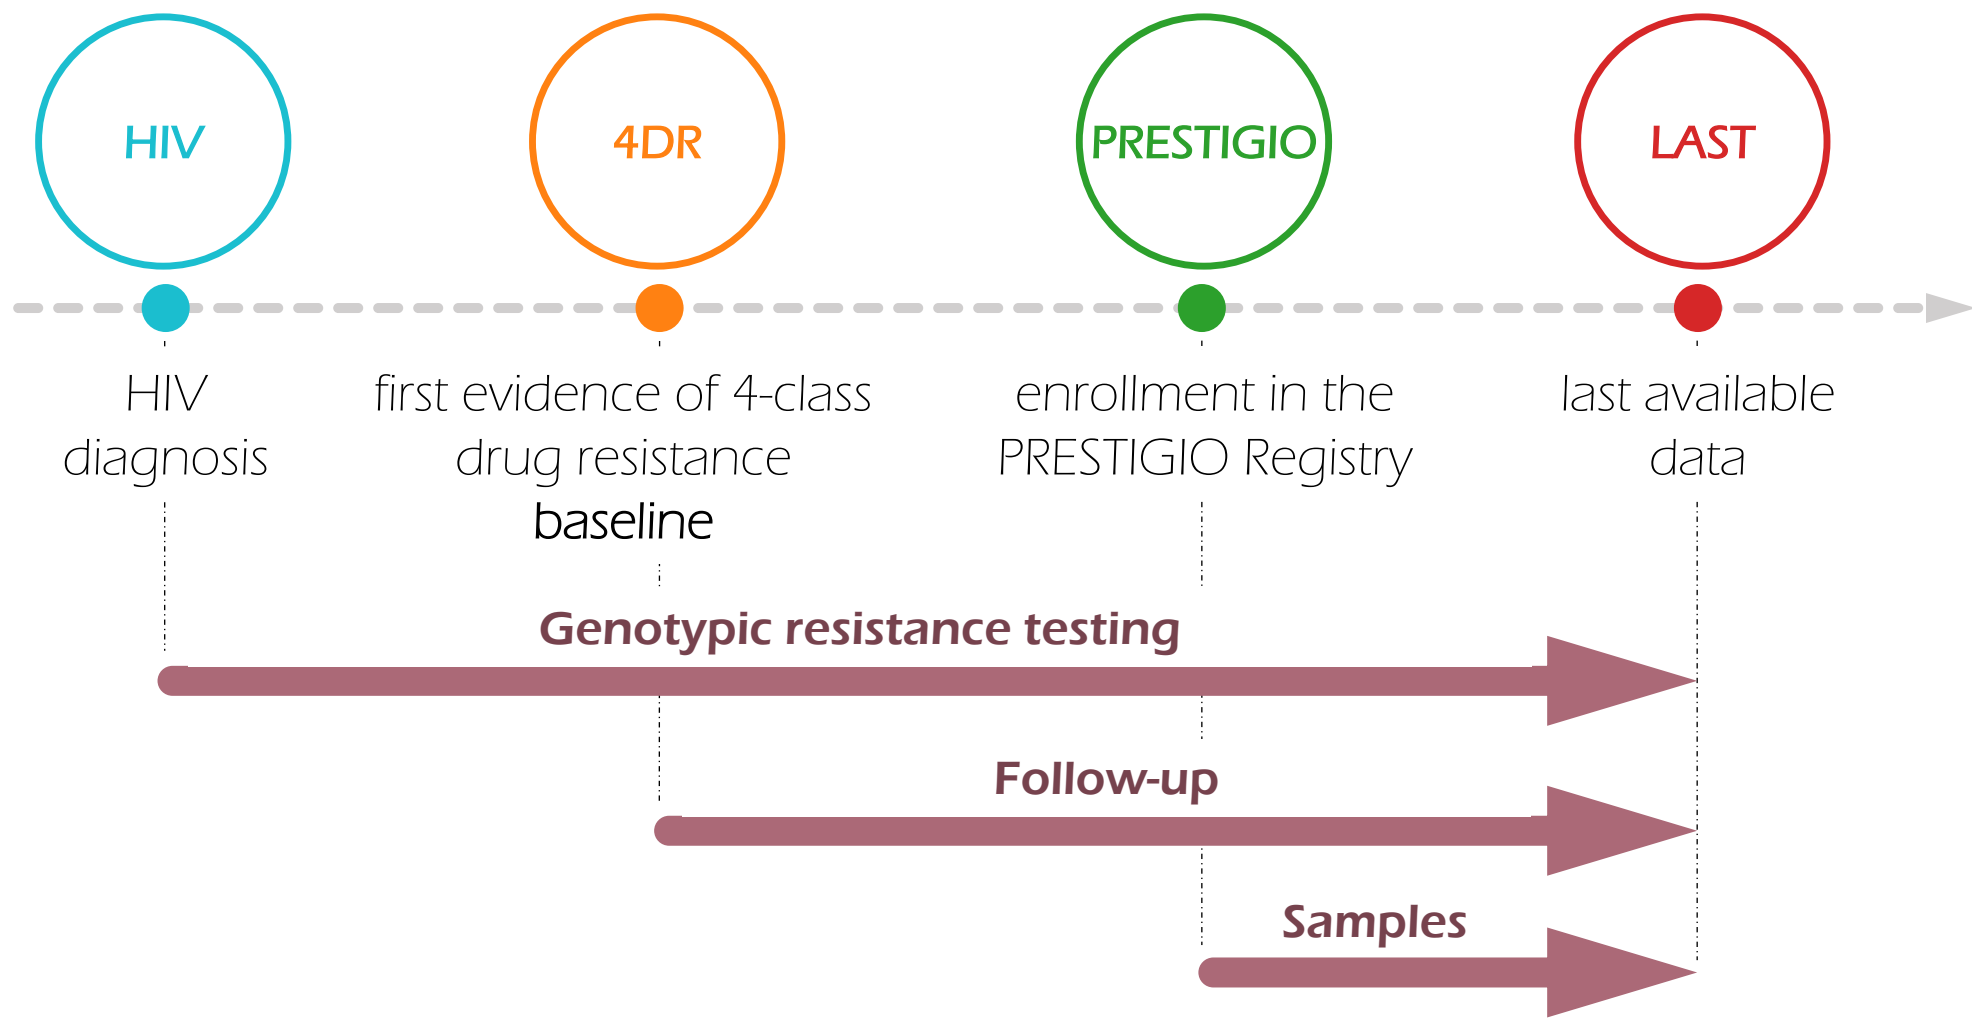 HIV
4DR
PRESTIGIO
LAST
HIV
diagnosis
first evidence of 4-class
drug resistance
baseline
enrollment in the
PRESTIGIO Registry
last available
data
Genotypic resistance testing
Follow-up
Samples